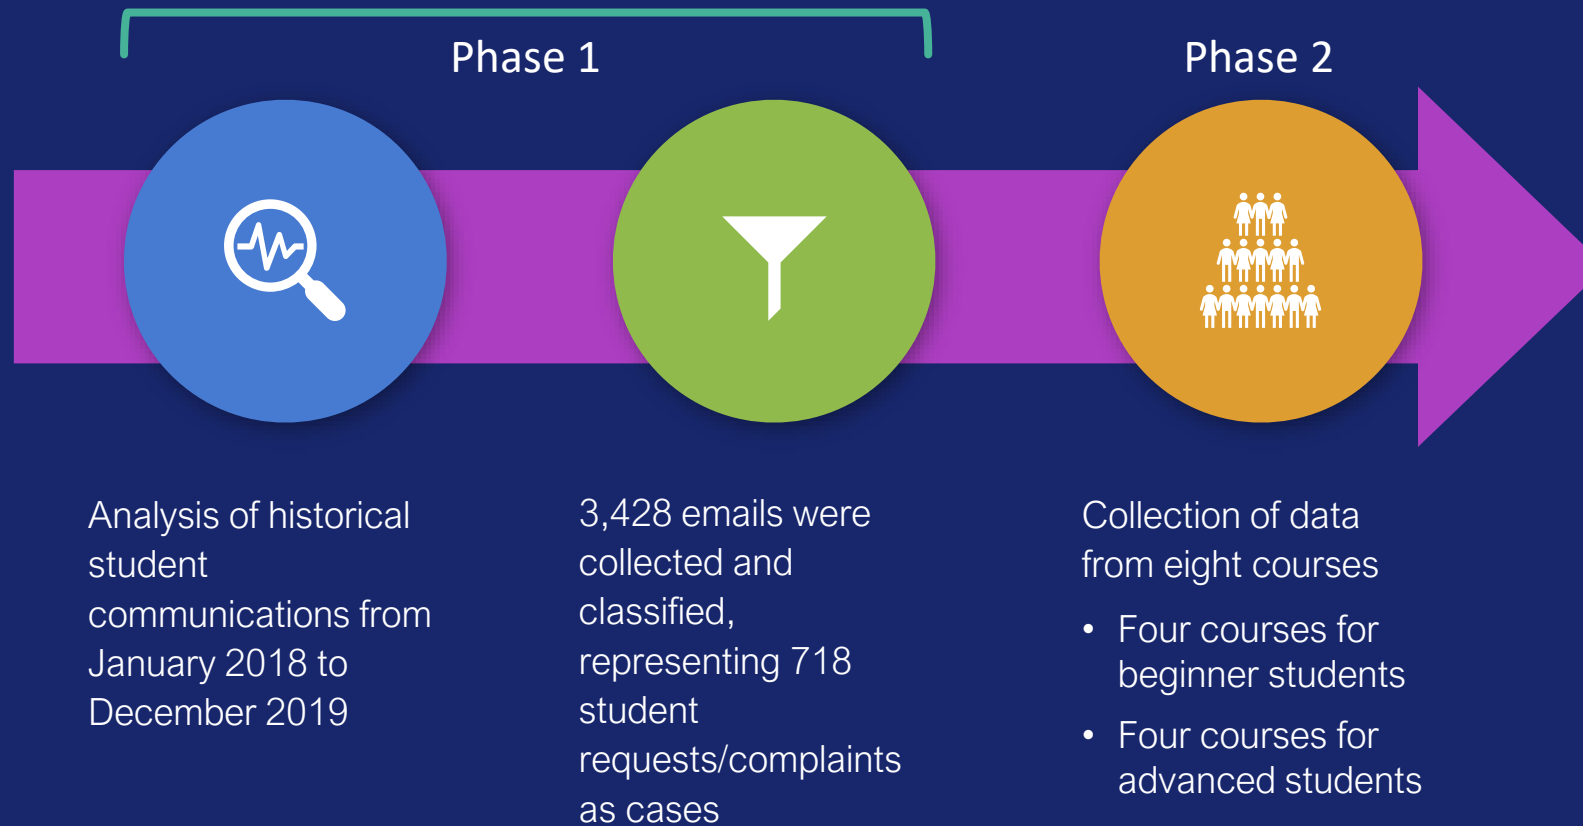 Phase 1
Phase 2
Analysis of historical
student
communications from
January 2018 to
December 2019
3,428 emails were
collected and
classified,
representing 718
student
requests/complaints
as cases
Collection of data
from eight courses
• Four courses for
beginner students
• Four courses for
advanced students